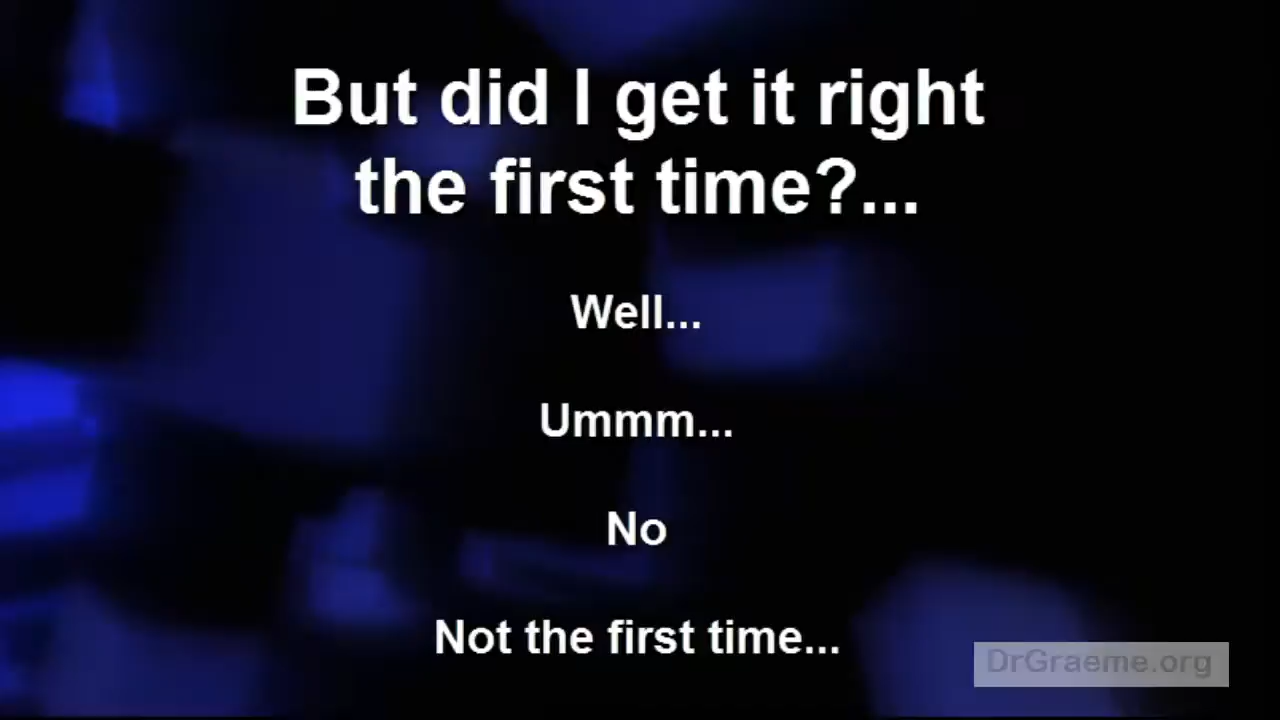 But did I get it right
the first time?...
Well...
Ummm...
No
Not the first time...
DrGraeme.org